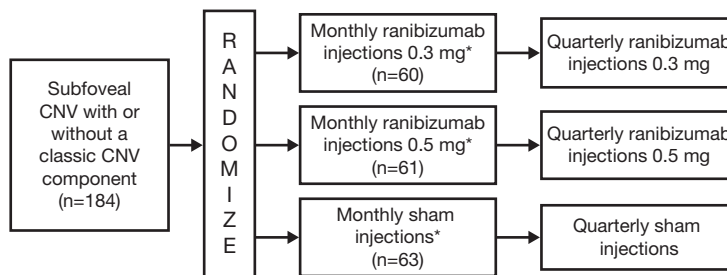 Subfoveal
CNV with or
without a
classic CNV
component
(n=184)
R
A
N
D
O
M
I
Z
E
Monthly ranibizumab
injections 0.3 mg*
(n=60)
Quarterly ranibizumab
injections 0.3 mg
Monthly ranibizumab
injections 0.5 mg*
(n=61)
Quarterly ranibizumab
injections 0.5 mg
Monthly sham
injections*
(n=63)
Quarterly sham
injections